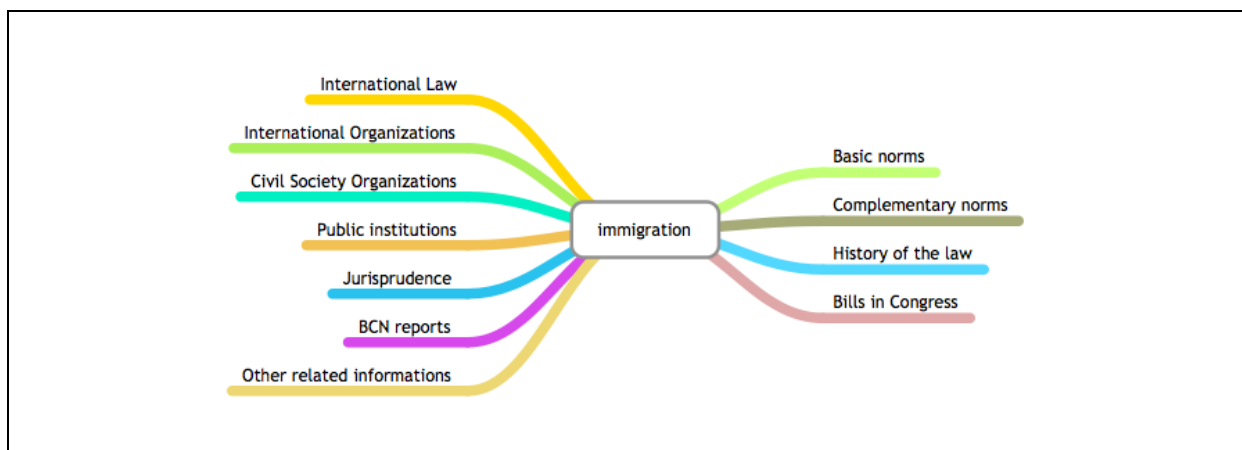 International Law
International Organizations
Civil Society Organizations
Public institutions
Jurisprudence
BCN reports
Other related informations
immigration
Basic norms
Complementary norms
History of the law
Bills in Congress